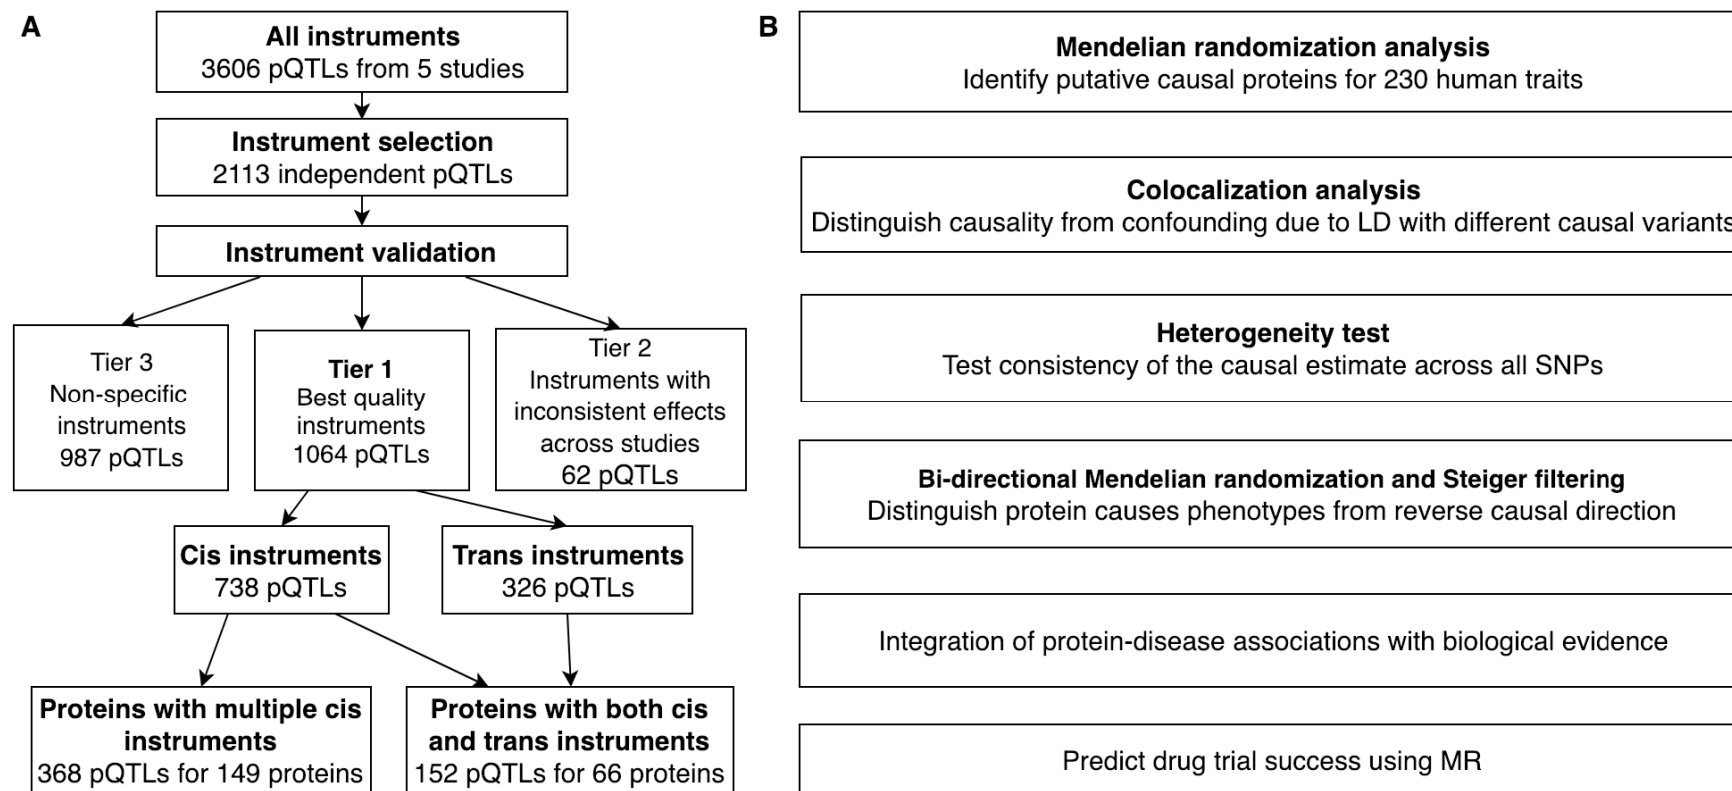 A
All instruments
3606 pQTLs from 5 studies
Instrument selection
2113 independent pQTLs
Instrument validation
Tier 3
Non-specific
instruments
987 pQTLs
Tier 1
Best quality
instruments
1064 pQTLs
Tier 2
Instruments with
inconsistent effects
across studies
62 pQTLs
Cis instruments
738 pQTLs
Trans instruments
326 pQTLs
Proteins with multiple cis
instruments
368 pQTLs for 149 proteins
Proteins with both cis
and trans instruments
152 pQTLs for 66 proteins
B
Mendelian randomization analysis
Identify putative causal proteins for 230 human traits
Colocalization analysis
Distinguish causality from confounding due to LD with different causal variants
Heterogeneity test
Test consistency of the causal estimate across all SNPs
Bi-directional Mendelian randomization and Steiger filtering
Distinguish protein causes phenotypes from reverse causal direction
Integration of protein-disease associations with biological evidence
Predict drug trial success using MR